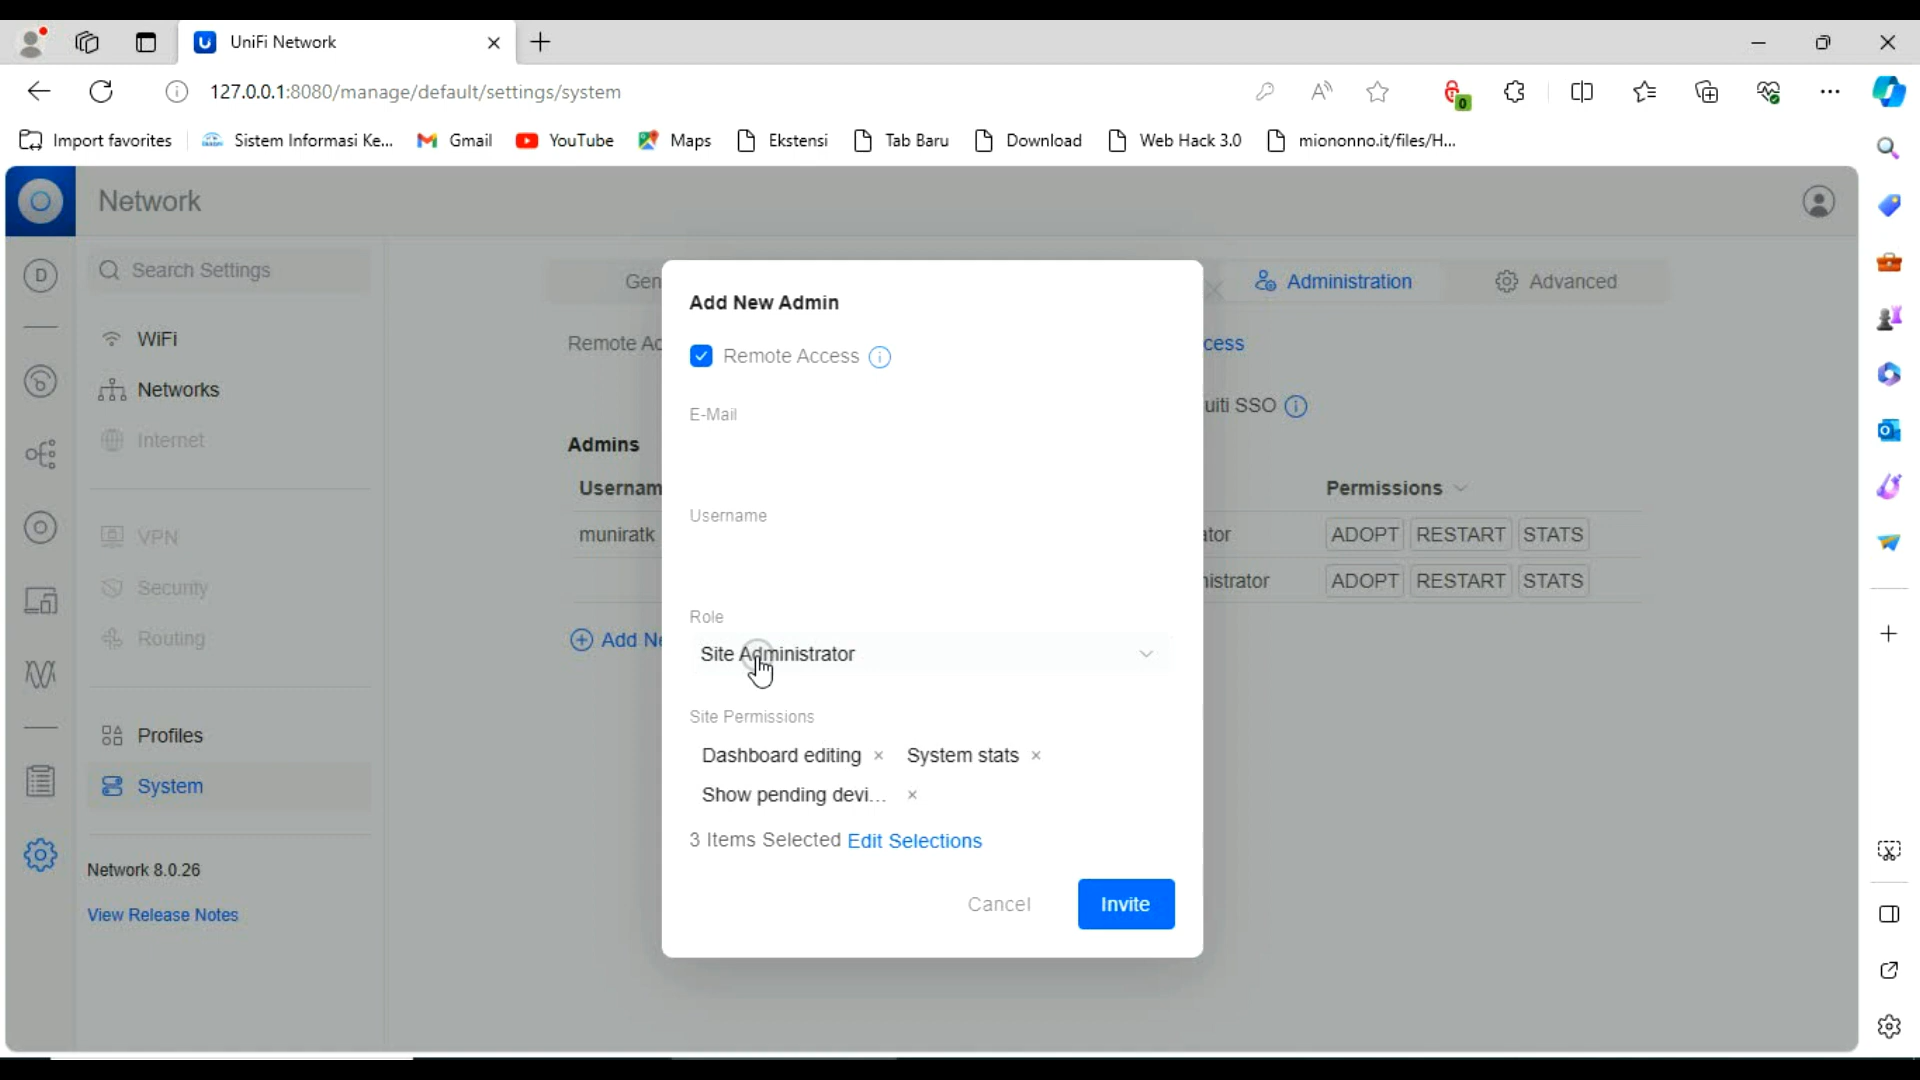 UniFi Network
127.0.0.1:8080/manage/default/settings/system
Import favorites Sistem Informasi Ke... Gmail YouTube Maps Ekstensi Tab Baru Download Web Hack 3.0 miononno.it/files/H...
Network
D Search Settings
WiFi
Networks
Internet
VPN
Security
Routing
Profiles
System
Network 8.0.26
View Release Notes
Gen Administration Advanced
Remote Ac cess
uiti SSO
Admins
Usernam Permissions
muniratk ator ADOPT RESTART STATS
nistrator ADOPT RESTART STATS
Add Ne
Add New Admin
Remote Access
E-Mail
Username
Role
Site Administrator
Site Permissions
Dashboard editing × System stats ×
Show pending devi... ×
3 Items Selected Edit Selections
Cancel Invite